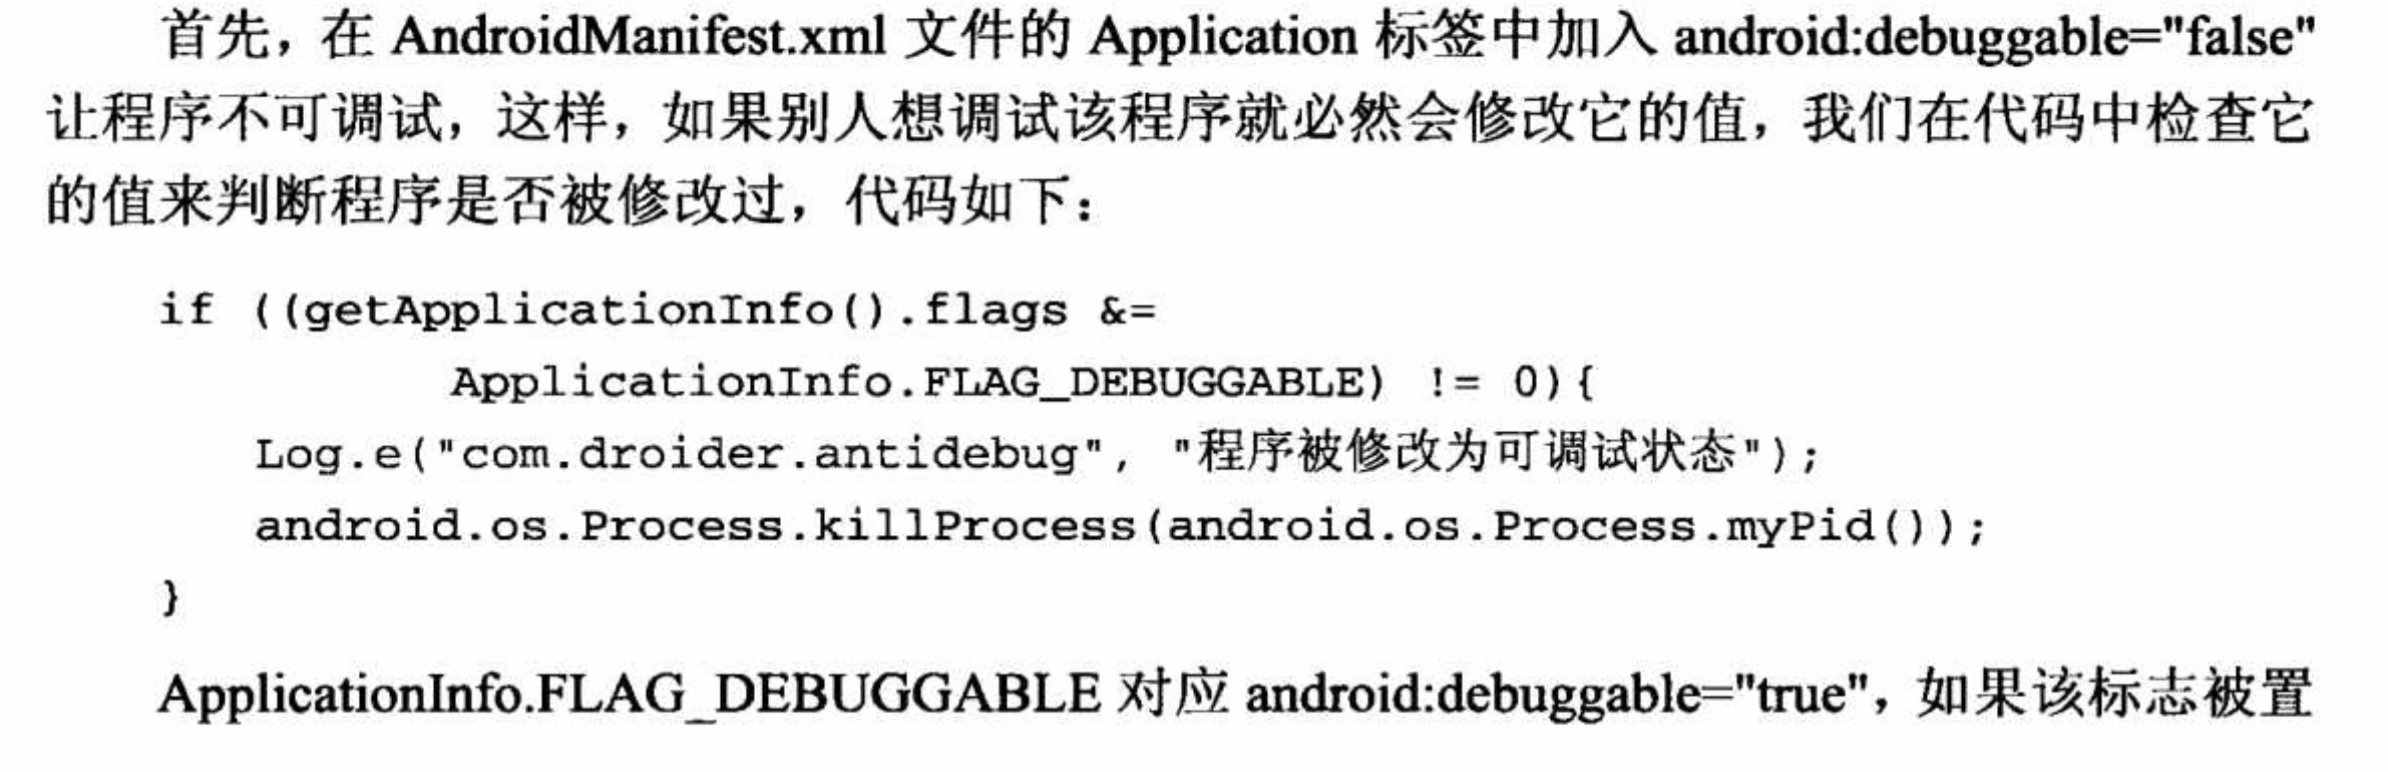 首先，在 AndroidManifest.xml 文件的 Application 标签中加入 android:debuggable="false"
让程序不可调试，这样，如果别人想调试该程序就必然会修改它的值，我们在代码中检查它
的值来判断程序是否被修改过，代码如下：
if ((getApplicationInfo().flags &=
ApplicationInfo.FLAG_DEBUGGABLE) != 0){
Log.e("com.droider.antidebug", "程序被修改为可调试状态");
android.os.Process.killProcess(android.os.Process.myPid());
}
ApplicationInfo.FLAG_DEBUGGABLE 对应 android:debuggable="true"，如果该标志被置